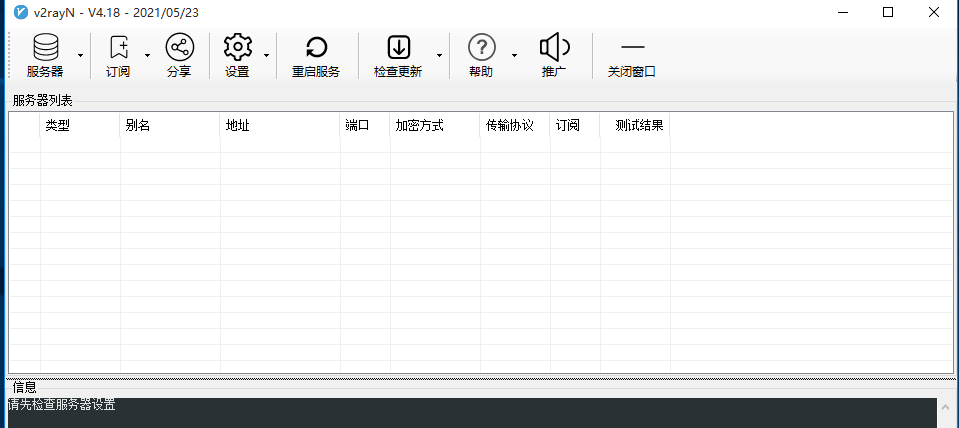 v2rayN - V4.18 - 2021/05/23
服务器 订阅 分享 设置 重启服务 检查更新 帮助 推广 关闭窗口
服务器列表
类型 别名 地址 端口 加密方式 传输协议 订阅 测试结果
信息
请先检查服务器设置